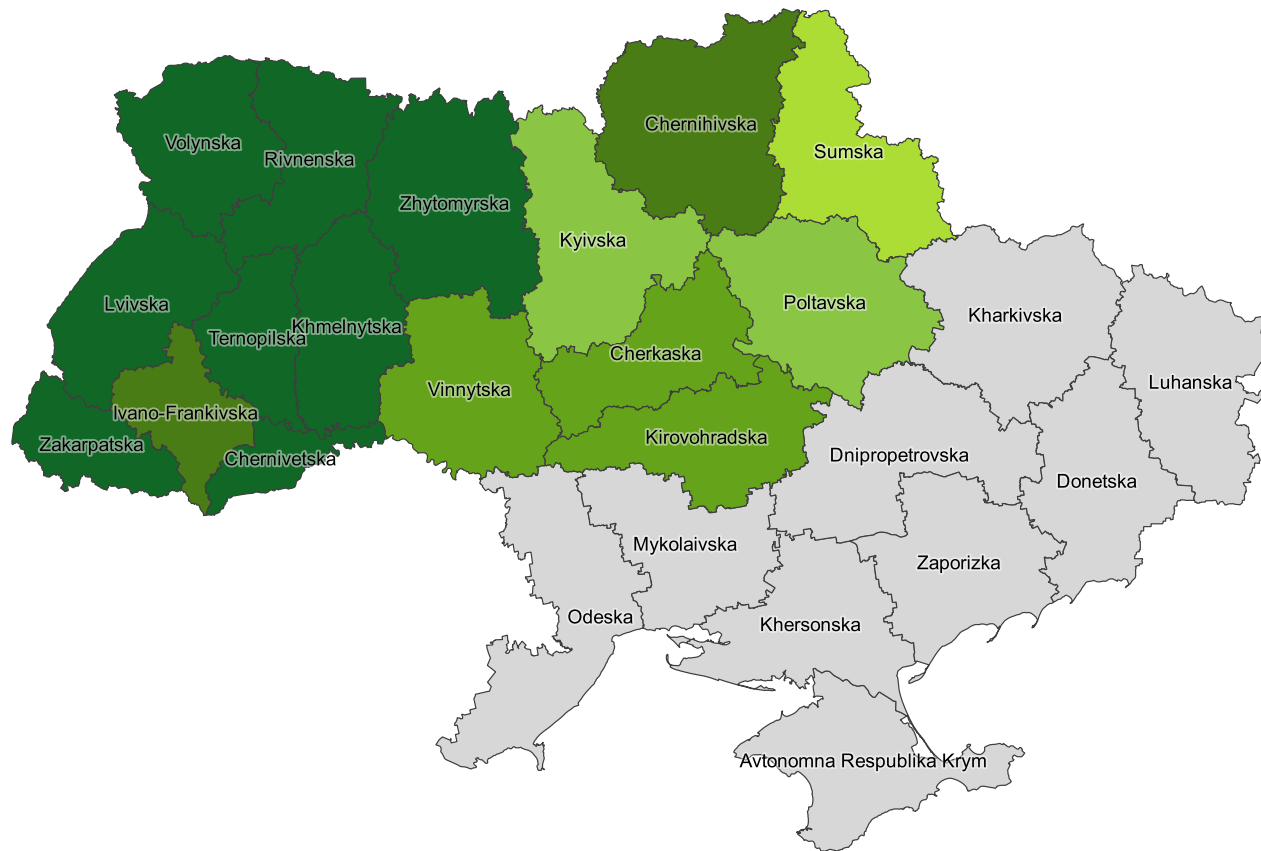 Chernihivska
Volynska
Sumska
Rivnenska
Zhytomyrska
Kyivska
Lvivska
Poltavska
Kharkivska
Khmelnytska
Ternopilska
Cherkaska
Luhanska
Vinnytska
Ivano-Frankivska
Kirovohradska
Zakarpatska
Dnipropetrovska
Chernivetska
Donetska
Mykolaivska
Zaporizka
Odeska
Khersonska
Avtonomna Respublika Krym